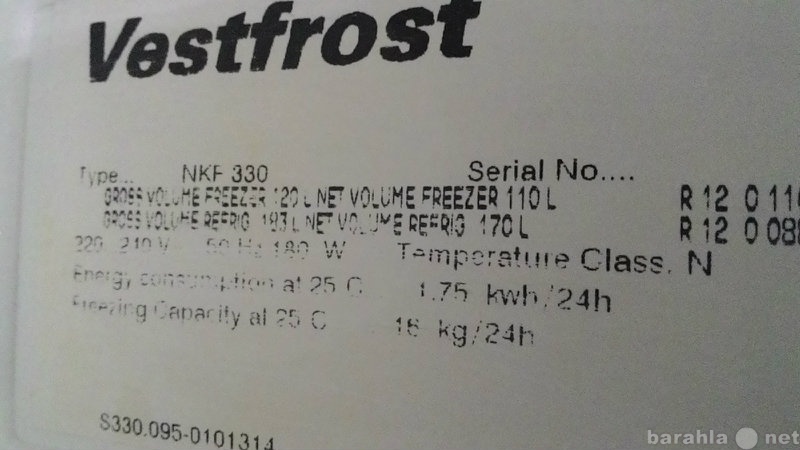 Vestfrost
Type... NKF 330 Serial No....
GROSS VOLUME FREEZER 120 L NET VOLUME FREEZER 110 L R 12 0 110
GROSS VOLUME REFRIG 183 L NET VOLUME REFRIG 170 L R 12 0 08
220 240 V 50 Hz 180 W Temperature Class. N
Energy consumption at 25 C 1.75 kwh/24h
Freezing Capacity at 25 C 16 kg/24h
S330.095-0101314
barahla net